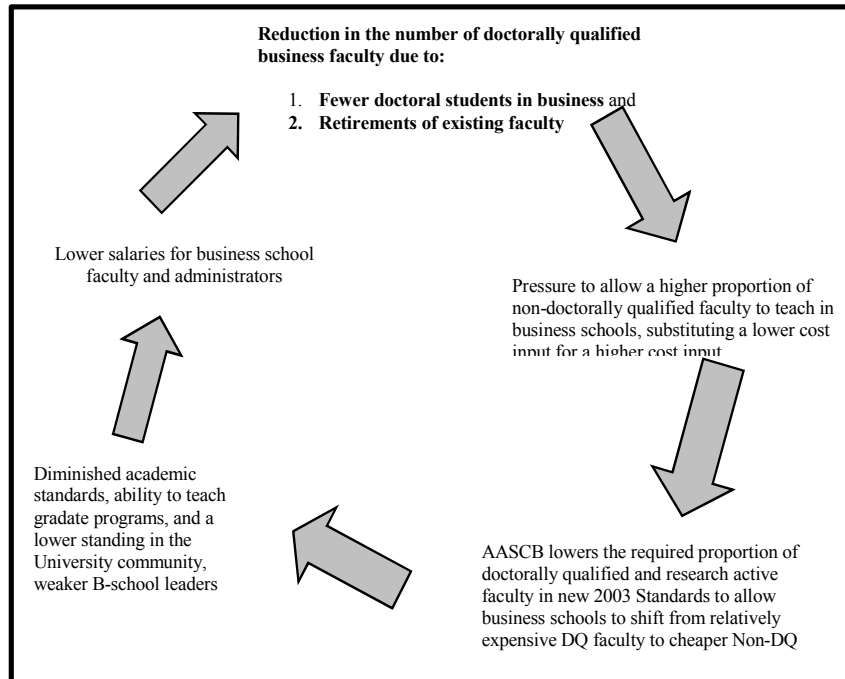 Reduction in the number of doctorally qualified
business faculty due to:
1. Fewer doctoral students in business and
2. Retirements of existing faculty
Pressure to allow a higher proportion of
non-doctorally qualified faculty to teach in
business schools, substituting a lower cost
input for a higher cost input
AASCB lowers the required proportion of
doctorally qualified and research active
faculty in new 2003 Standards to allow
business schools to shift from relatively
expensive DQ faculty to cheaper Non-DQ
Diminished academic
standards, ability to teach
gradate programs, and a
lower standing in the
University community,
weaker B-school leaders
Lower salaries for business school
faculty and administrators